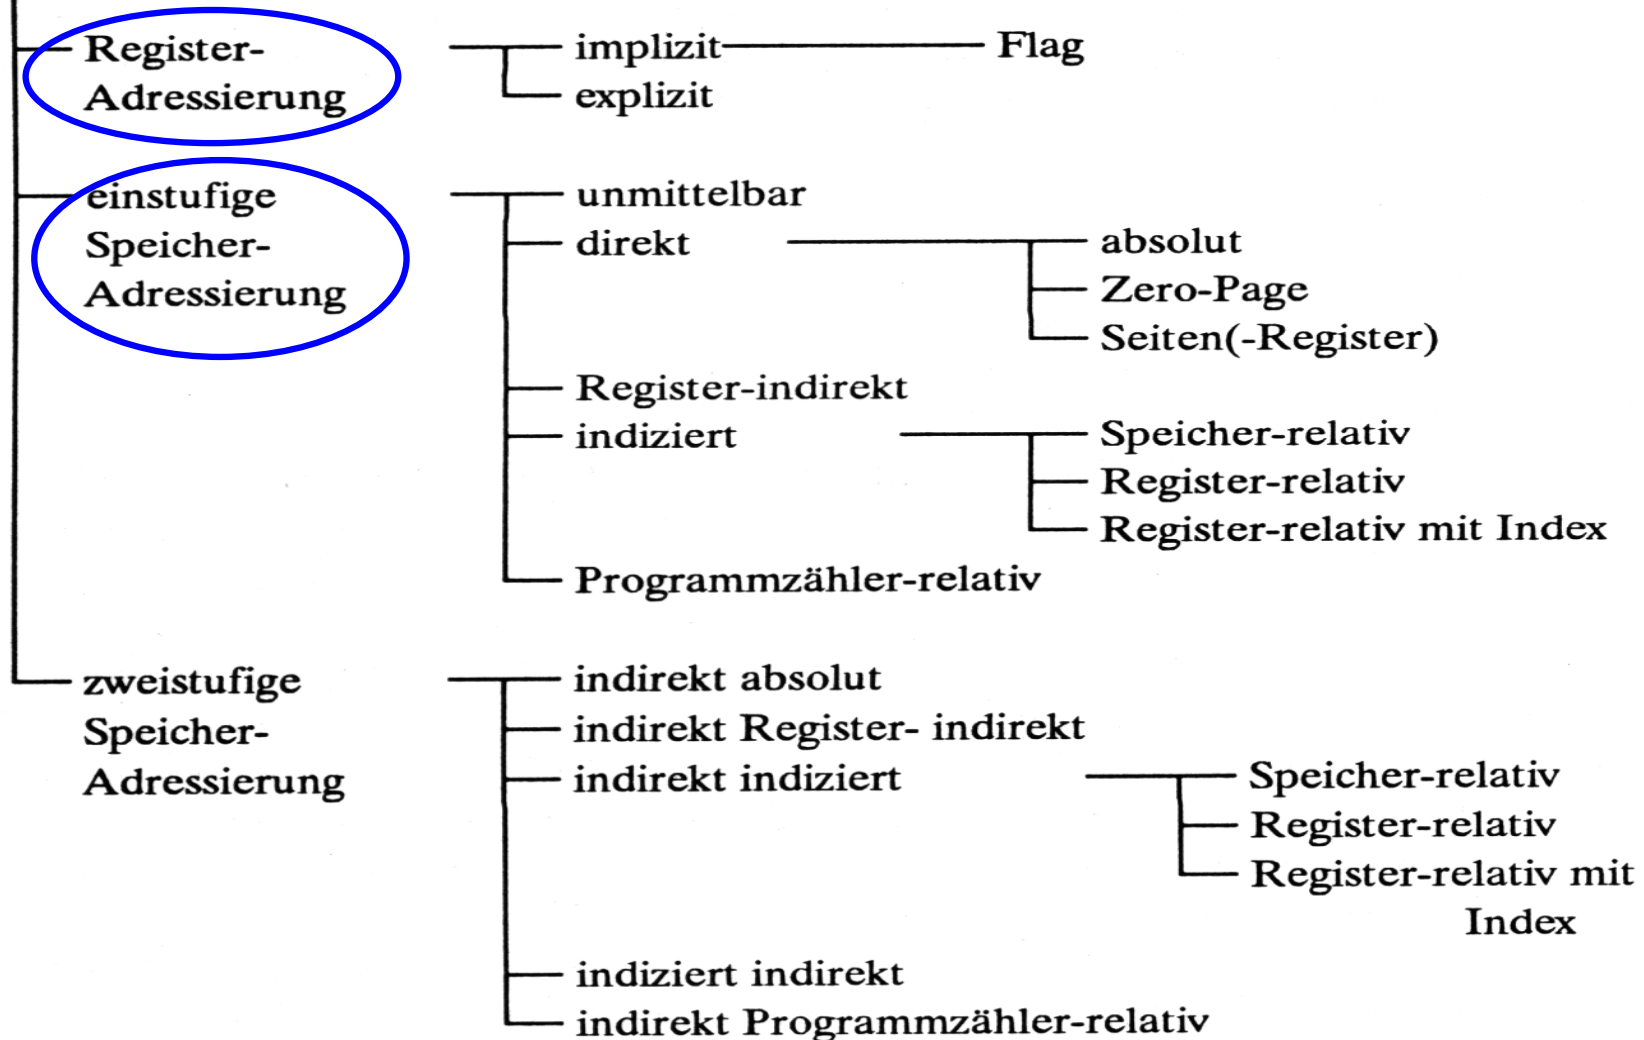 Register- implizit Flag
Adressierung explizit
einstufige unmittelbar
Speicher- direkt absolut
Adressierung Zero-Page
Seiten(-Register)
Register-indirekt
indiziert Speicher-relativ
Register-relativ
Register-relativ mit Index
Programmzähler-relativ
zweistufige indirekt absolut
Speicher- indirekt Register- indirekt
Adressierung indirekt indiziert Speicher-relativ
Register-relativ
Register-relativ mit
Index
indiziert indirekt
indirekt Programmzähler-relativ